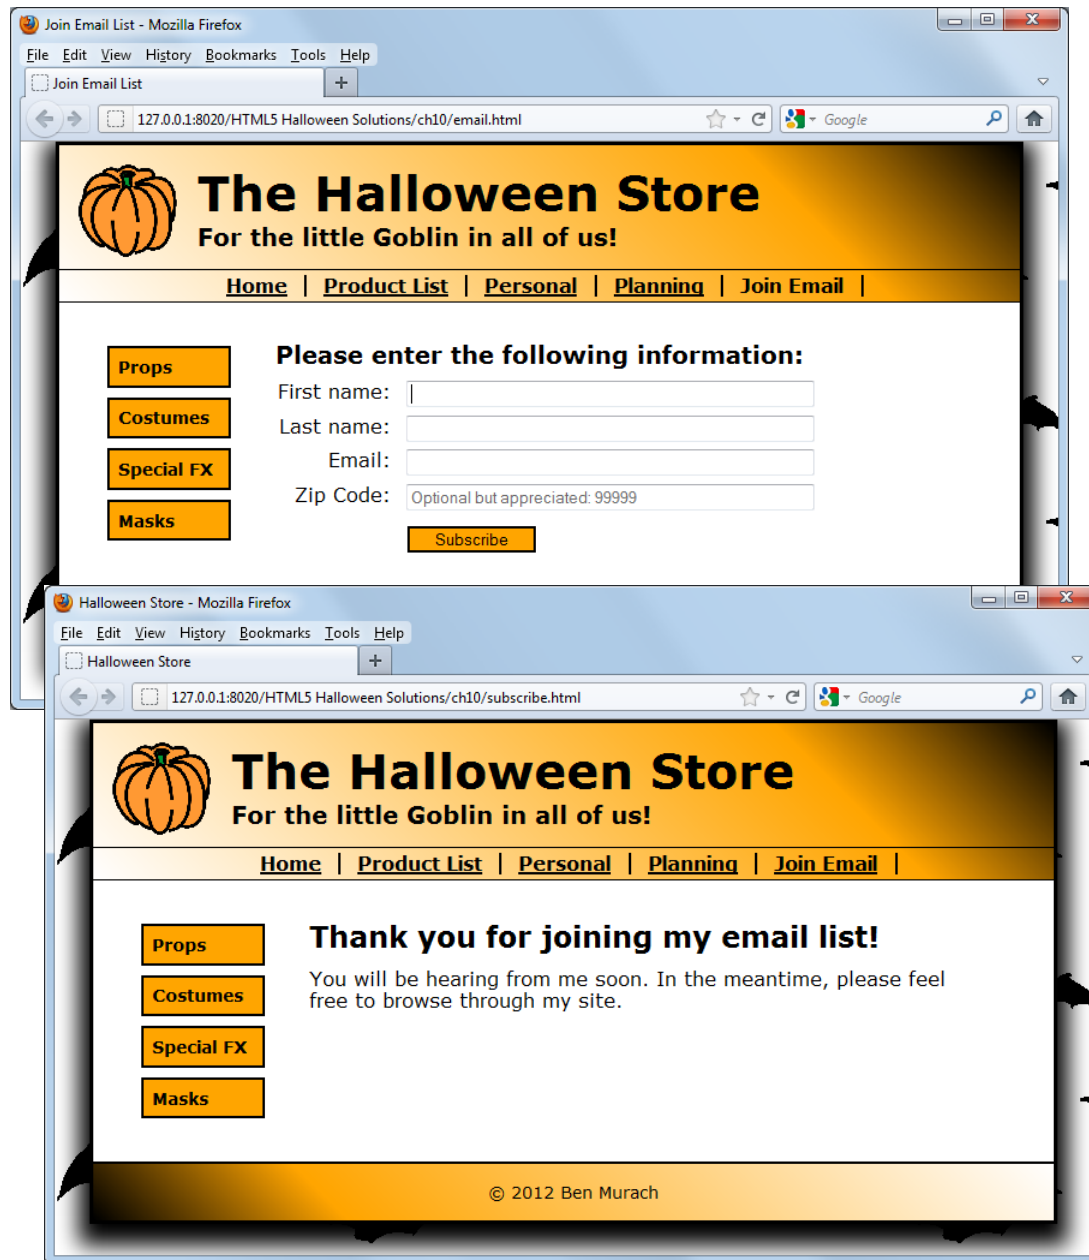 Join Email List - Mozilla Firefox
File Edit View History Bookmarks Tools Help
Join Email List +
127.0.0.1:8020/HTML5 Halloween Solutions/ch10/email.html Google
The Halloween Store
For the little Goblin in all of us!
Home | Product List | Personal | Planning | Join Email |
Please enter the following information:
Props
Costumes
Special FX
Masks
First name:
Last name:
Email:
Zip Code: Optional but appreciated: 99999
Subscribe
Halloween Store - Mozilla Firefox
File Edit View History Bookmarks Tools Help
Halloween Store +
127.0.0.1:8020/HTML5 Halloween Solutions/ch10/subscribe.html Google
The Halloween Store
For the little Goblin in all of us!
Home | Product List | Personal | Planning | Join Email |
Props
Costumes
Special FX
Masks
Thank you for joining my email list!
You will be hearing from me soon. In the meantime, please feel
free to browse through my site.
© 2012 Ben Murach